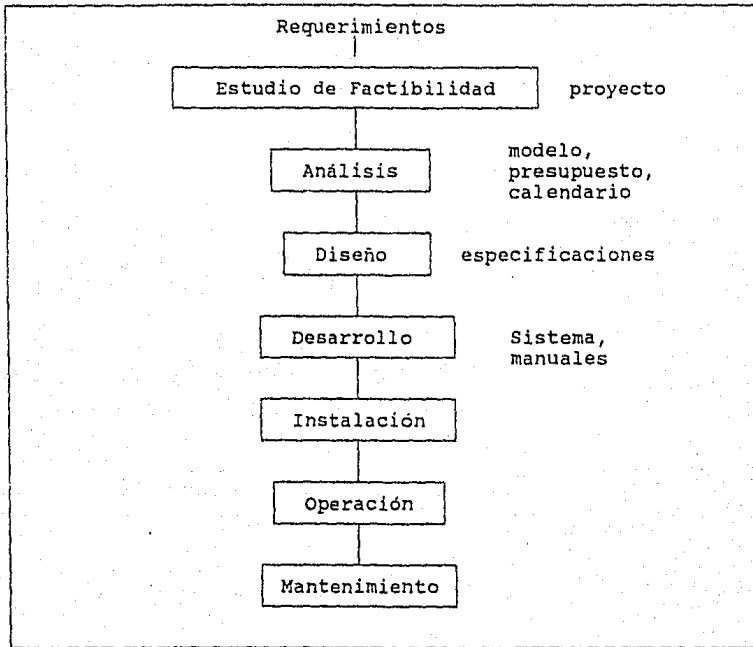 Requerimientos
Estudio de Factibilidad proyecto
modelo,
Análisis presupuesto,
calendario
Diseño especificaciones
Desarrollo Sistema,
manuales
Instalación
Operación
Mantenimiento